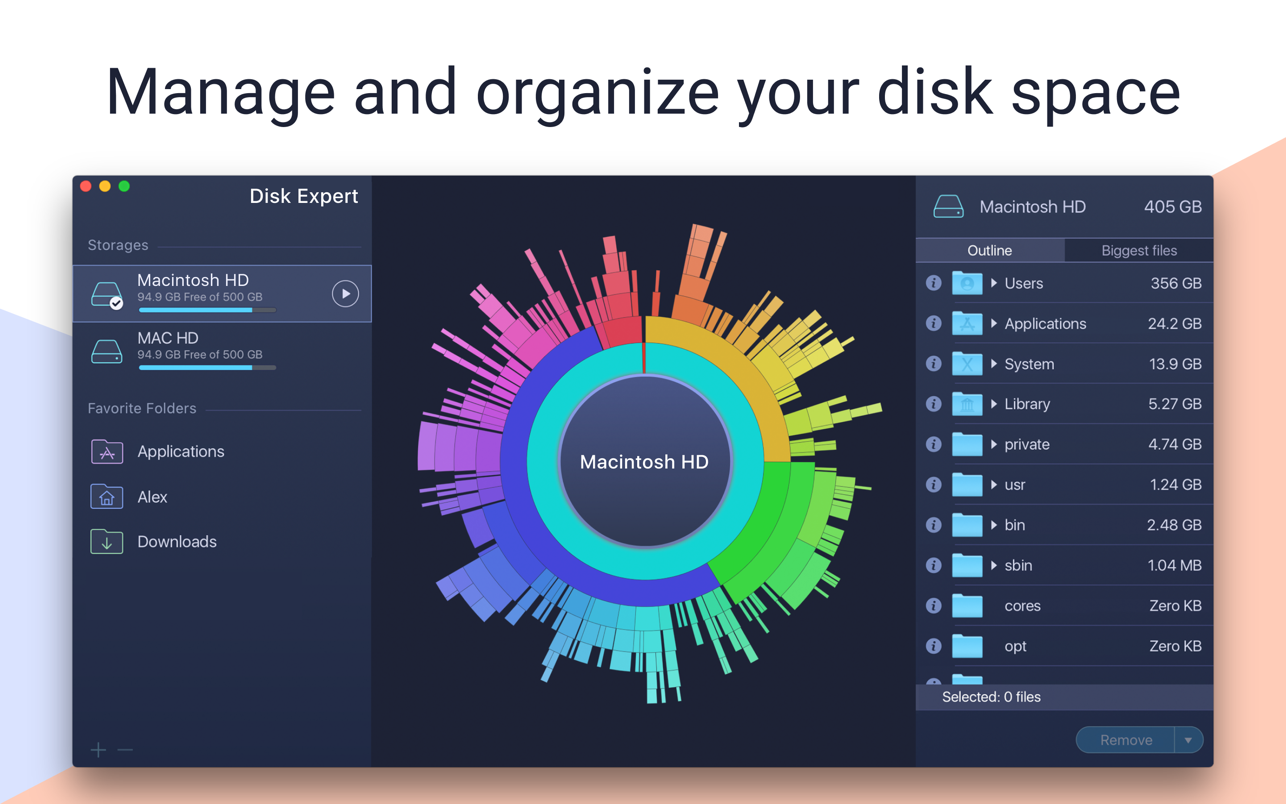 Manage and organize your disk space
Disk Expert
Storages
Macintosh HD
94.9 GB Free of 500 GB
MAC HD
94.9 GB Free of 500 GB
Favorite Folders
Applications
Alex
Downloads
Macintosh HD
Macintosh HD 405 GB
Outline Biggest files
Users 356 GB
Applications 24.2 GB
System 13.9 GB
Library 5.27 GB
private 4.74 GB
usr 1.24 GB
bin 2.48 GB
sbin 1.04 MB
cores Zero KB
opt Zero KB
Selected: 0 files
Remove